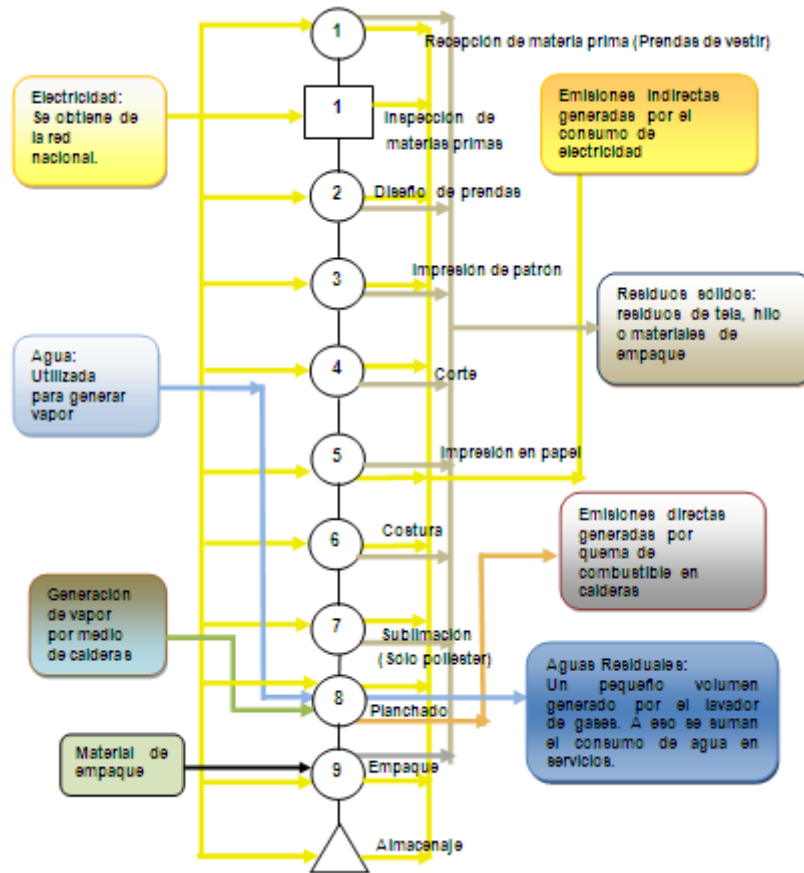 1
Recepción de materia prima (Prendas de vestir)
Electricidad:
Se obtiene de
la red
nacional.
1
Inspección de
materias primas
Emisiones indirectas
generadas por el
consumo de
electricidad
2
Diseño de prendas
3
Impresión de patrón
Residuos sólidos:
residuos de tela, hilo
o materiales de
empaque
Agua:
Utilizada
para generar
vapor
4
Corte
5
Impresión en papel
6
Costura
Emisiones directas
generadas por
quema de
combustible en
calderas
Generación
de vapor
por medio
de calderas
7
Sublimación
(Sólo poliester)
8
Planchado
Aguas Residuales:
Un pequeño volumen
generado por el lavador
de gases. A eso se suman
el consumo de agua en
servicios.
Material de
empaque
9
Empaque
Almacenaje